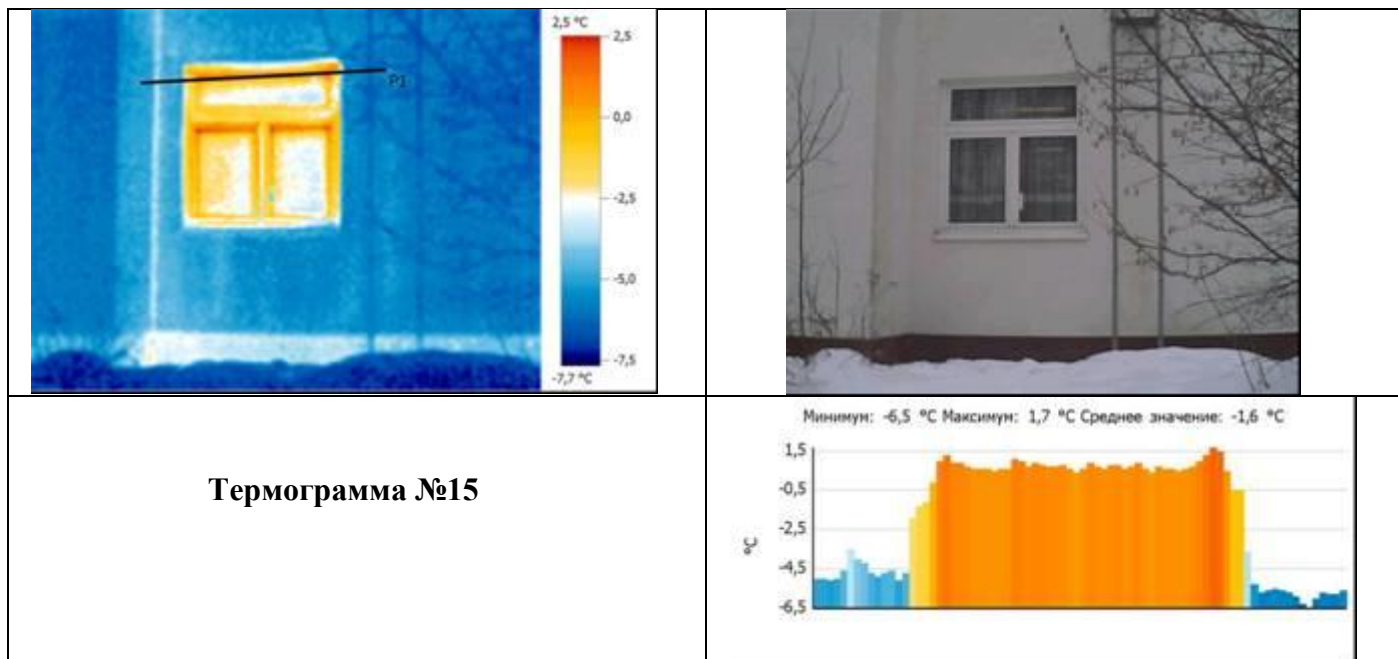 2,5 °C
2,5
P1
0,0
-2,5
-5,0
-7,5
-7,7 °C
Термограмма №15
Минимум: -6,5 °C Максимум: 1,7 °C Среднее значение: -1,6 °C
1,5
-0,5
-2,5
°C
-4,5
-6,5